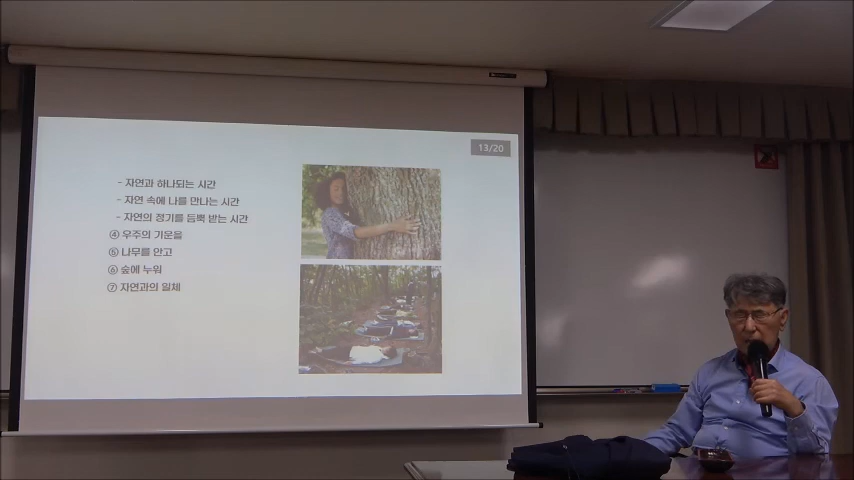 13/20
- 자연과 하나되는 시간
- 자연 속에 나를 만나는 시간
- 자연의 정기를 듬뿍 받는 시간
④ 우주의 기운을
⑤ 나무를 안고
⑥ 숲에 누워
⑦ 자연과의 일체